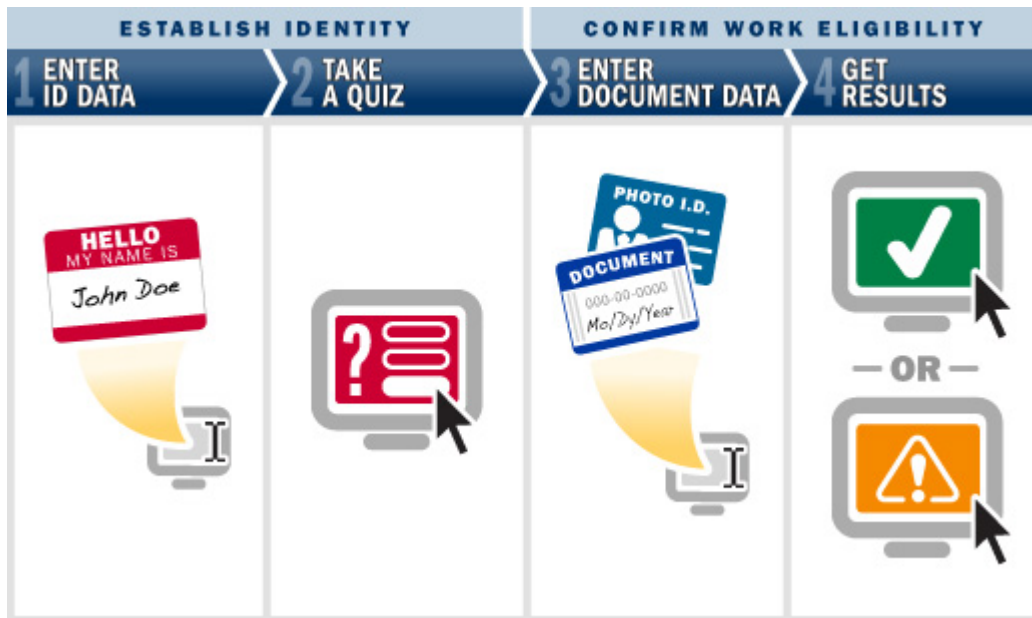 ESTABLISH IDENTITY
CONFIRM WORK ELIGIBILITY
1 ENTER
ID DATA
2 TAKE
A QUIZ
3 ENTER
DOCUMENT DATA
4 GET
RESULTS
HELLO
MY NAME IS
John Doe
?
PHOTO I.D.
DOCUMENT
000-00-0000
Mo/Dy/Year
— OR —
!